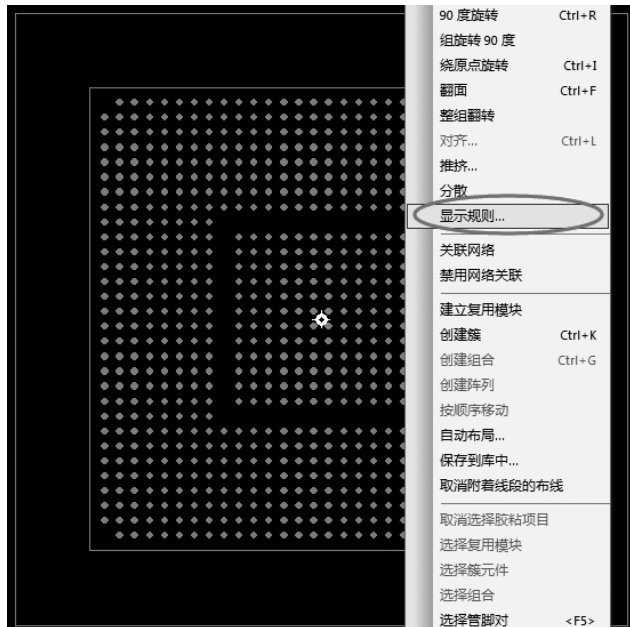 90 度旋转 Ctrl+R
组旋转 90 度
绕原点旋转 Ctrl+I
翻面 Ctrl+F
整组翻转
对齐... Ctrl+L
推挤...
分散
显示规则...
关联网络
禁用网络关联
建立复用模块
创建簇 Ctrl+K
创建组合 Ctrl+G
创建阵列
按顺序移动
自动布局...
保存到库中...
取消附着线段的布线
取消选择胶粘项目
选择复用模块
选择簇元件
选择组合
选择管脚对 <F5>